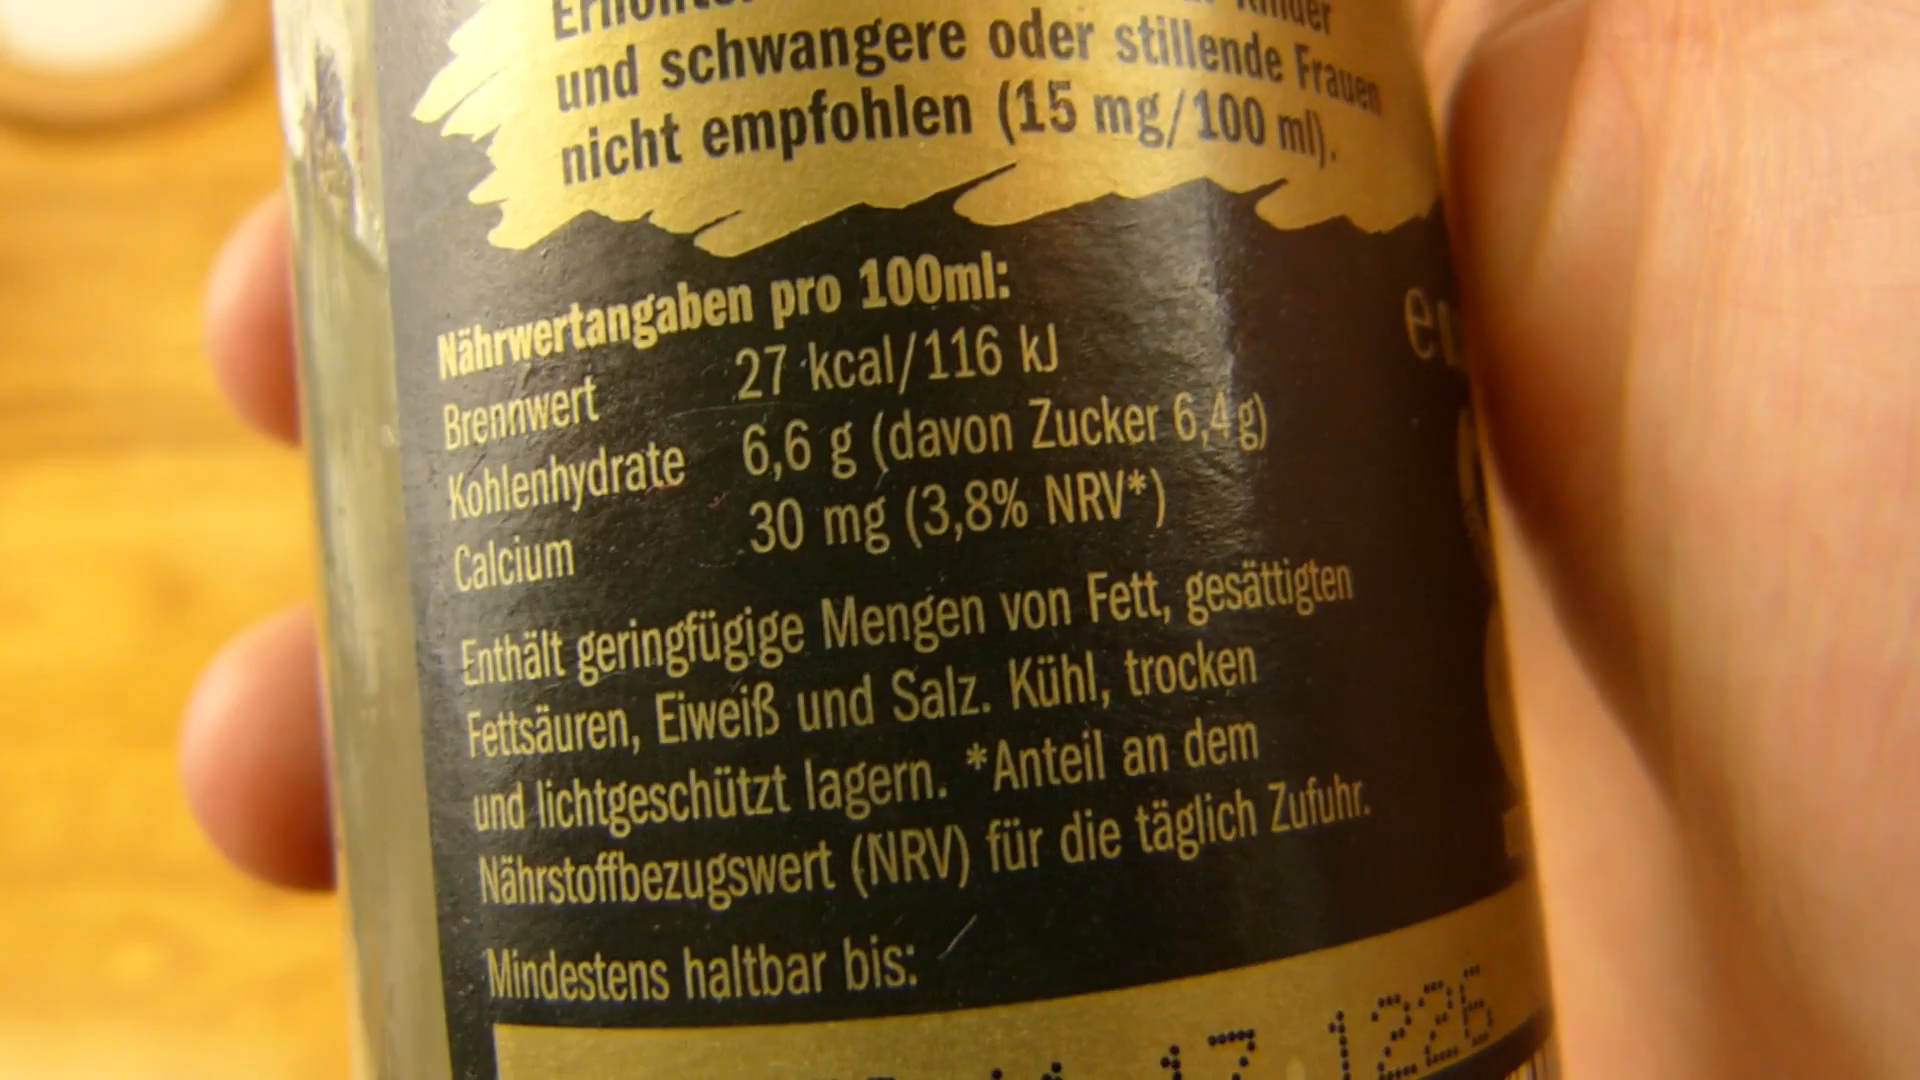 und schwangere oder stillende Frauen
nicht empfohlen (15 mg/100 ml).
Nährwertangaben pro 100ml:
Brennwert 27 kcal/116 kJ
Kohlenhydrate 6,6 g (davon Zucker 6,4g)
Calcium 30 mg (3,8% NRV*)
Enthält geringfügige Mengen von Fett, gesättigten
Fettsäuren, Eiweiß und Salz. Kühl, trocken
und lichtgeschützt lagern. *Anteil an dem
Nährstoffbezugswert (NRV) für die täglich Zufuhr.
Mindestens haltbar bis: